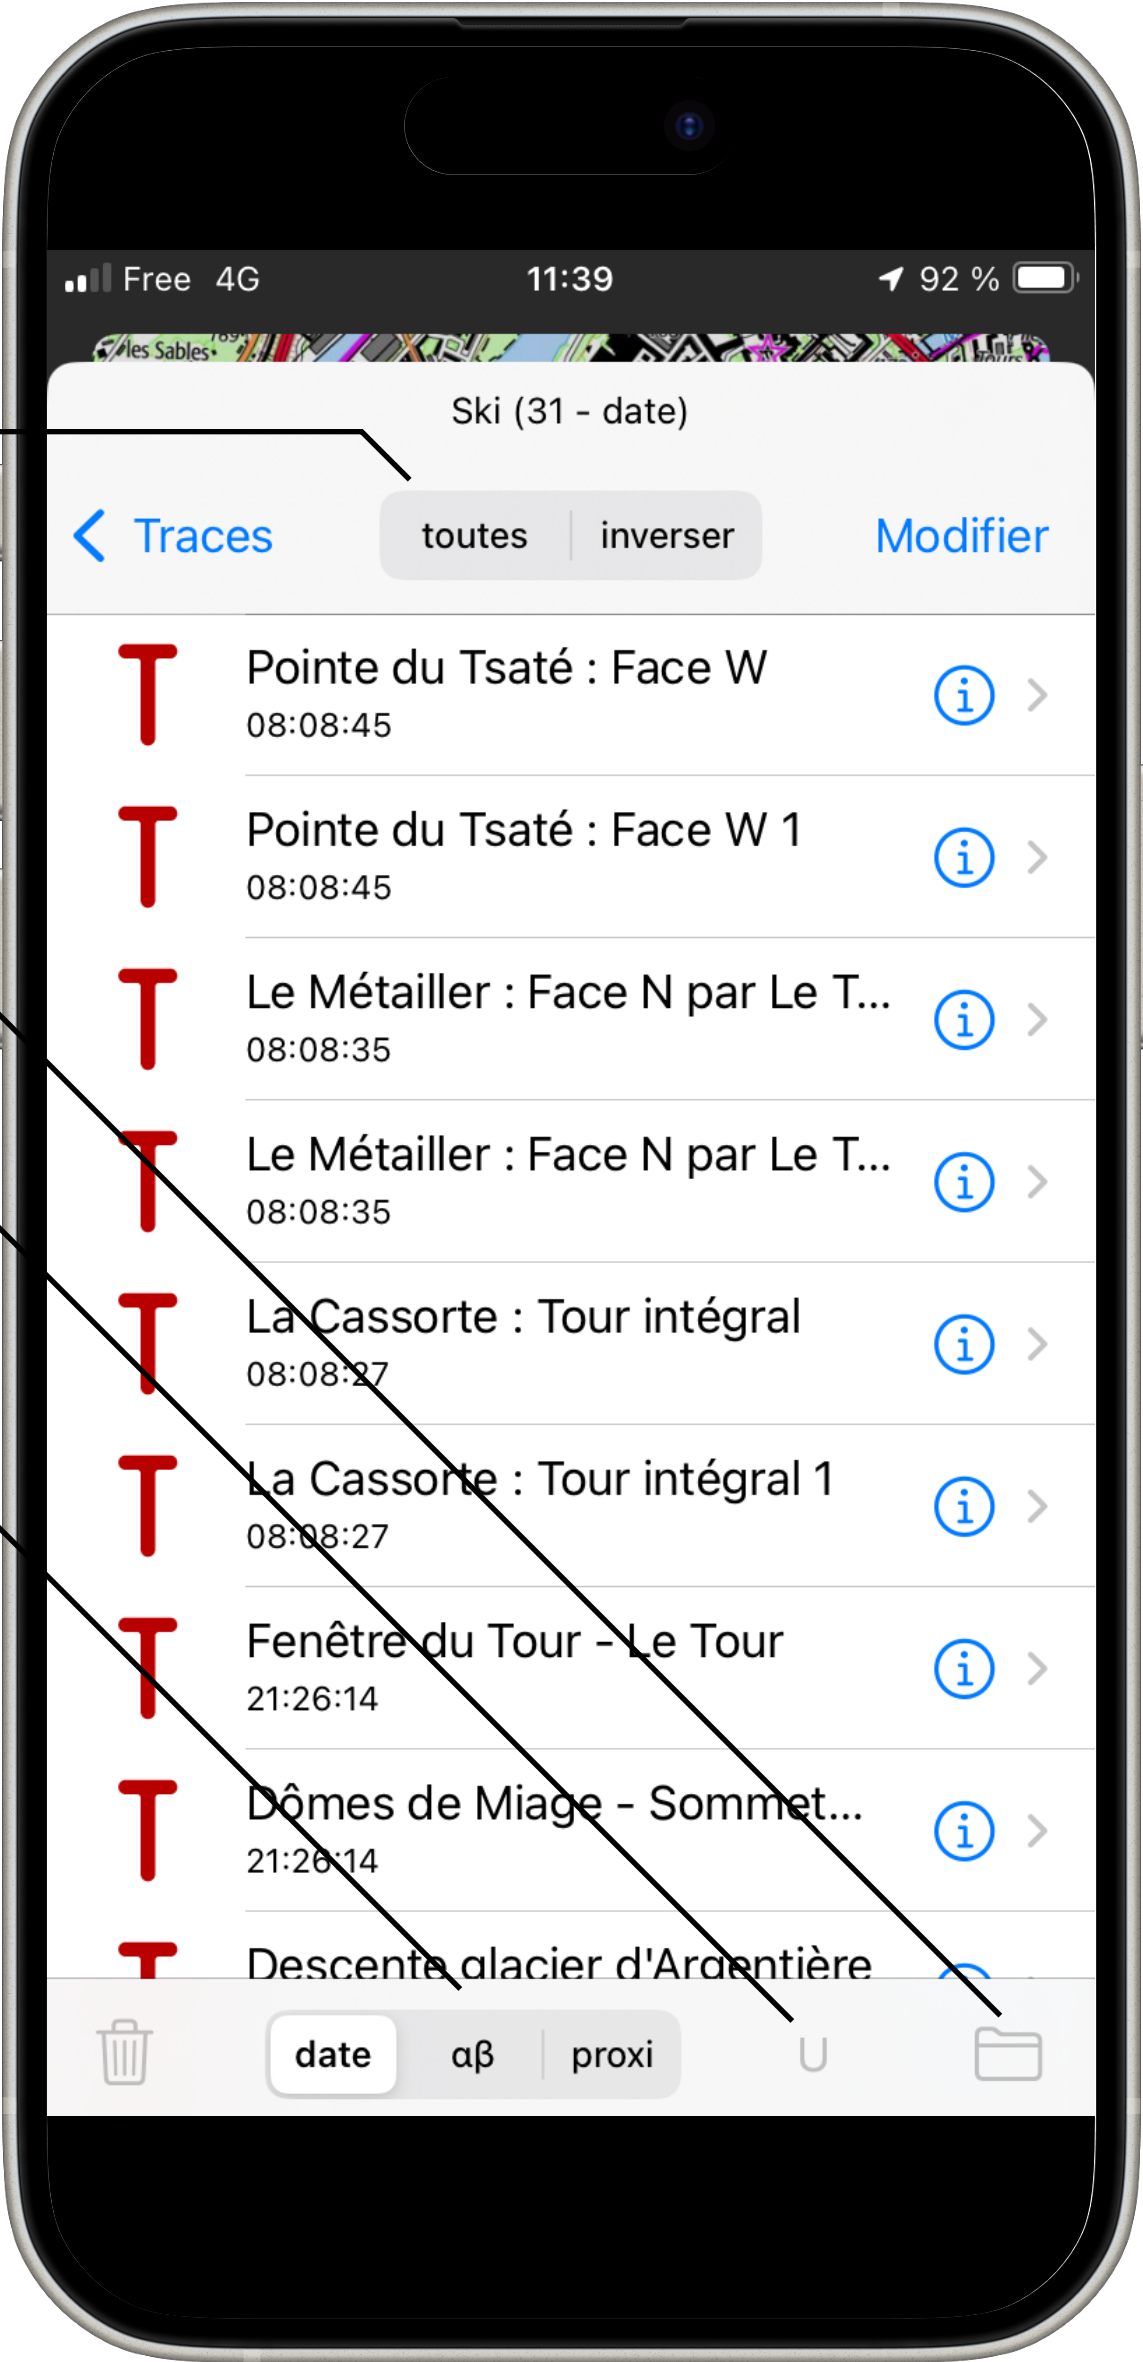 Free 4G 11:39 92 %
les Sables
Tours
Ski (31 - date)
Traces toutes inverser Modifier
Pointe du Tsaté : Face W
08:08:45
Pointe du Tsaté : Face W 1
08:08:45
Le Métailler : Face N par Le T...
08:08:35
Le Métailler : Face N par Le T...
08:08:35
La Cassorte : Tour intégral
08:08:27
La Cassorte : Tour intégral 1
08:08:27
Fenêtre du Tour - Le Tour
21:26:14
Dômes de Miage - Sommet...
21:26:14
Descente glacier d'Argentière
date αβ proxi U